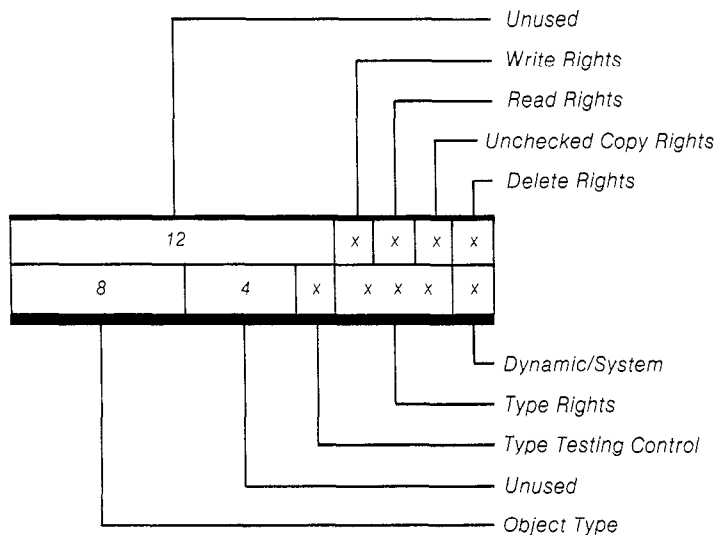 Unused
Write Rights
Read Rights
Unchecked Copy Rights
Delete Rights
12 x x x x
8 4 x x x x x
Dynamic/System
Type Rights
Type Testing Control
Unused
Object Type